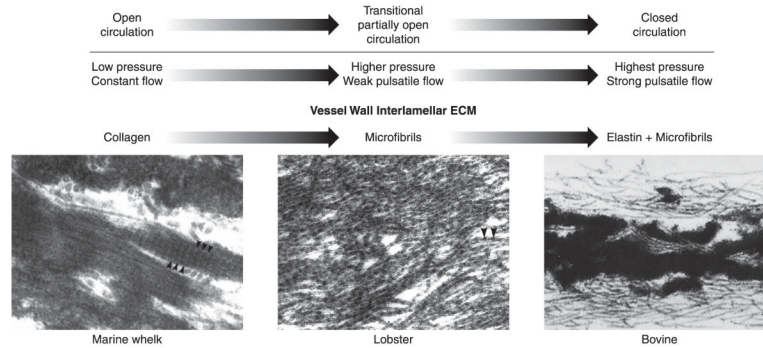 Open
circulation
Transitional
partially open
circulation
Closed
circulation
Low pressure
Constant flow
Higher pressure
Weak pulsatile flow
Highest pressure
Strong pulsatile flow
Vessel Wall Interlamellar ECM
Collagen
Microfibrils
Elastin + Microfibrils
Marine whelk
Lobster
Bovine